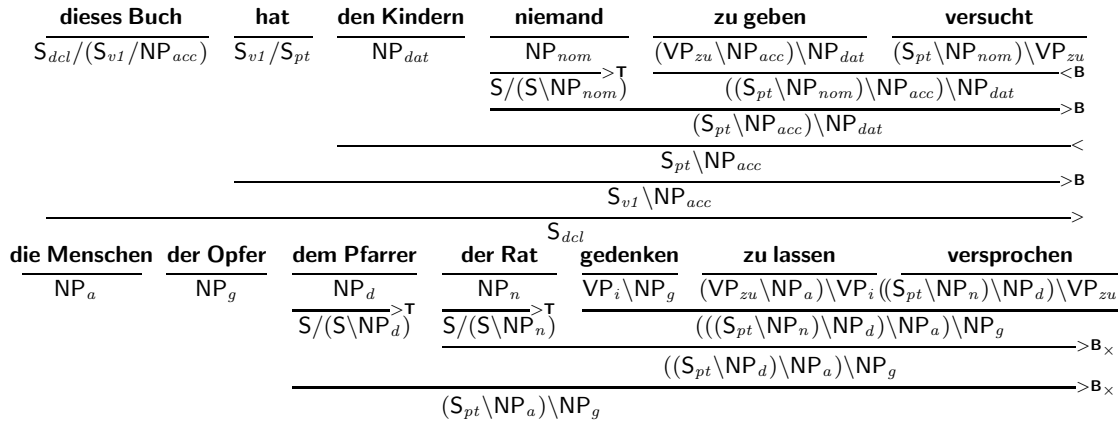 dieses Buch hat den Kindern niemand zu geben versucht
S_dcl/(S_v1/NP_acc) S_v1/S_pt NP_dat NP_nom (VP_zu\NP_acc)\NP_dat (S_pt\NP_nom)\VP_zu
>T <B
S/(S\NP_nom) ((S_pt\NP_nom)\NP_acc)\NP_dat
>B
(S_pt\NP_acc)\NP_dat
<
S_pt\NP_acc
>B
S_v1\NP_acc
>
S_dcl
die Menschen der Opfer dem Pfarrer der Rat gedenken zu lassen versprochen
NP_a NP_g NP_d NP_n VP_i\NP_g (VP_zu\NP_a)\VP_i ((S_pt\NP_n)\NP_d)\VP_zu
>T >T
S/(S\NP_d) S/(S\NP_n) (((S_pt\NP_n)\NP_d)\NP_a)\NP_g
>B×
((S_pt\NP_d)\NP_a)\NP_g
>B×
(S_pt\NP_a)\NP_g